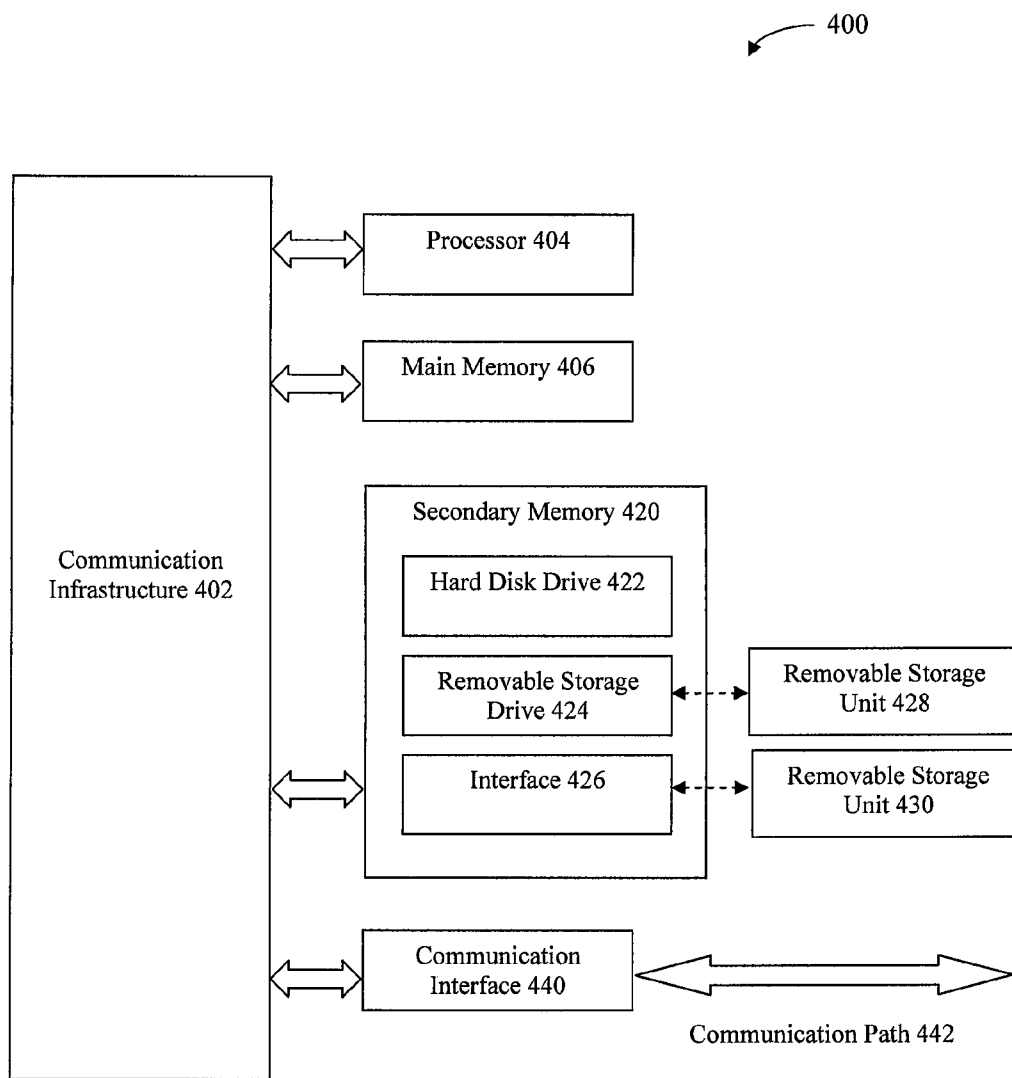 400
Processor 404
Main Memory 406
Communication
Infrastructure 402
Secondary Memory 420
Hard Disk Drive 422
Removable Storage
Drive 424
Removable Storage
Unit 428
Interface 426
Removable Storage
Unit 430
Communication
Interface 440
Communication Path 442